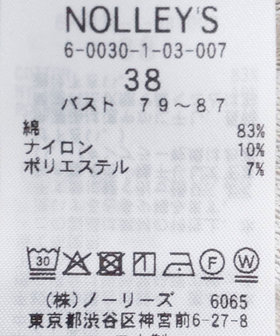 NOLLEY'S
6-0030-1-03-007
38
バスト 79～87
綿 83%
ナイロン 10%
ポリエステル 7%
30 F W
(株)ノーリーズ 6065
東京都渋谷区神宮前6-27-8